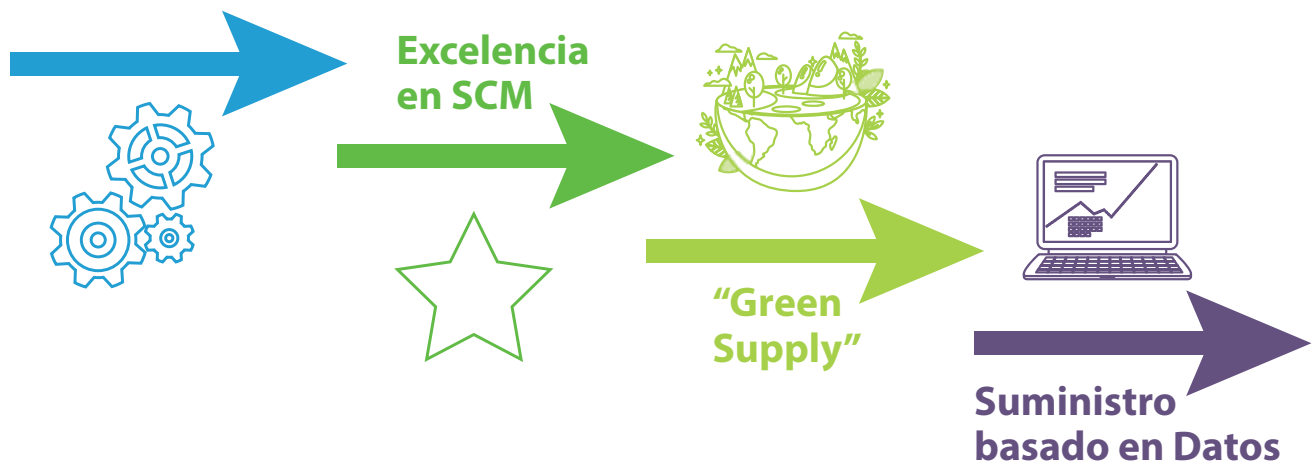 Excelencia
en SCM
“Green
Supply”
Suministro
basado en Datos